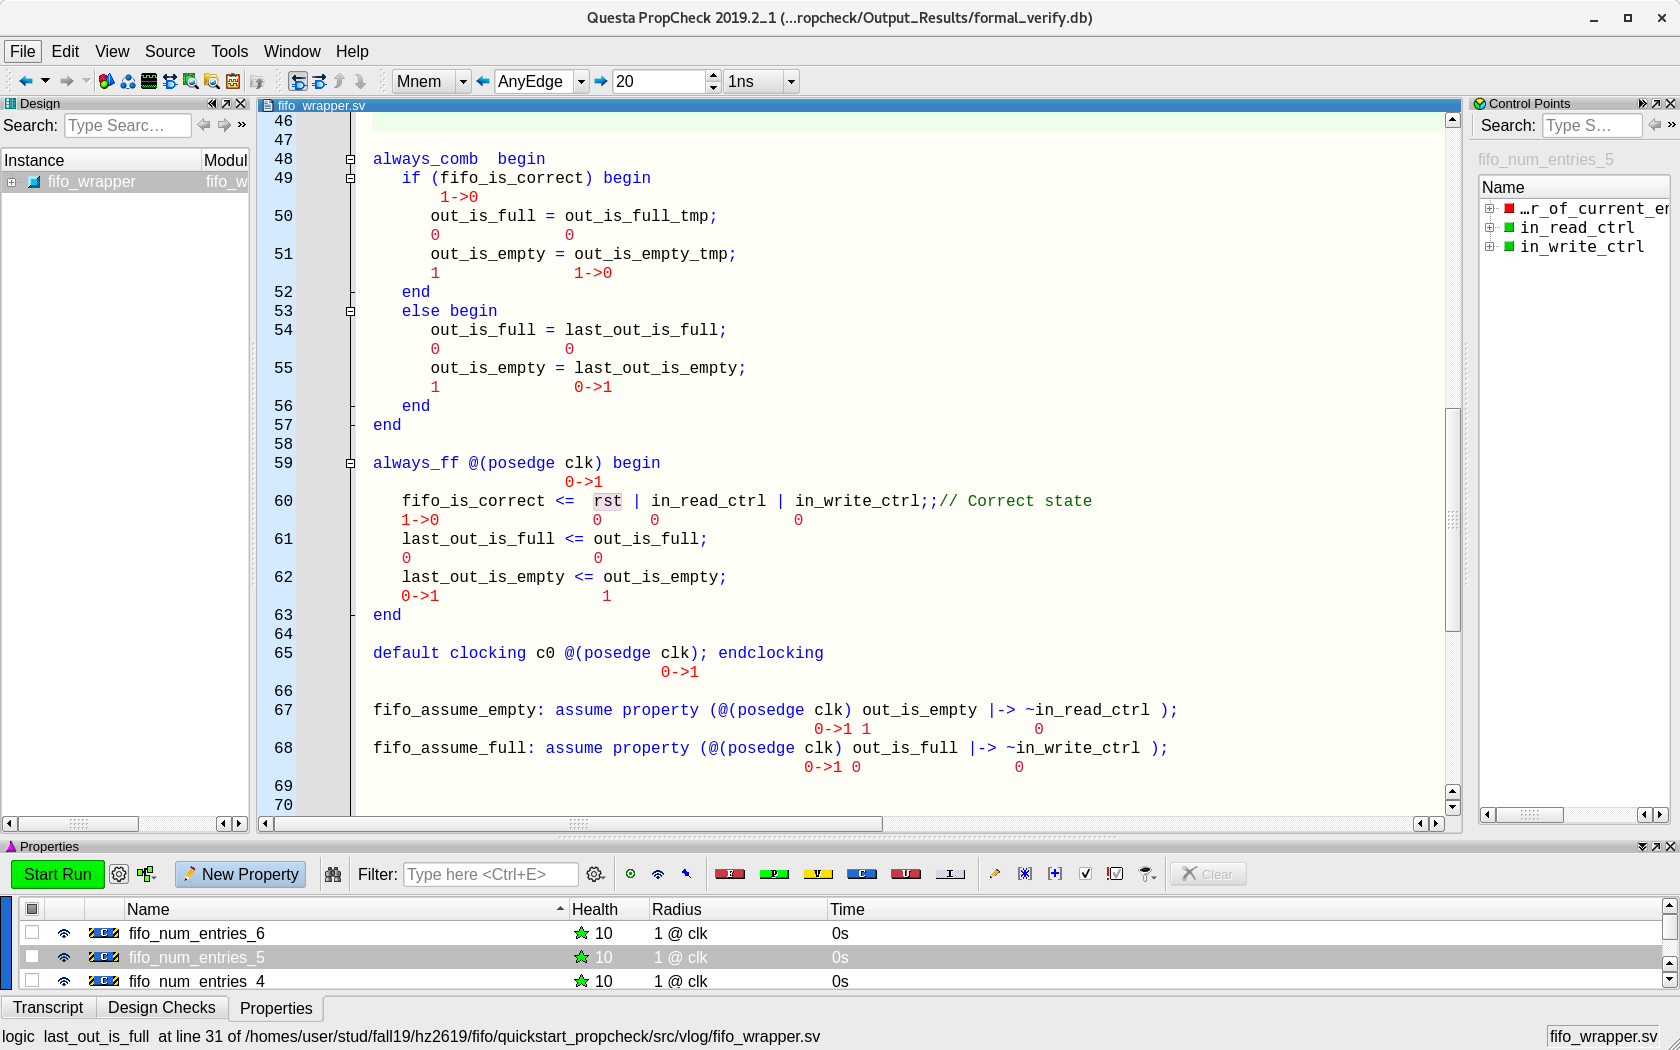 Questa PropCheck 2019.2_1 (...ropcheck/Output_Results/formal_verify.db)
File Edit View Source Tools Window Help
Mnem AnyEdge 20 1ns
Design
Search: Type Searc…
Instance Modul
fifo_wrapper fifo_w
fifo_wrapper.sv
46
47
48 always_comb  begin
49 if (fifo_is_correct) begin
1->0
50 out_is_full = out_is_full_tmp;
0 0
51 out_is_empty = out_is_empty_tmp;
1 1->0
52 end
53 else begin
54 out_is_full = last_out_is_full;
0 0
55 out_is_empty = last_out_is_empty;
1 0->1
56 end
57 end
58
59 always_ff @(posedge clk) begin
0->1
60 fifo_is_correct <=  rst | in_read_ctrl | in_write_ctrl;;// Correct state
1->0 0 0 0
61 last_out_is_full <= out_is_full;
0 0
62 last_out_is_empty <= out_is_empty;
0->1 1
63 end
64
65 default clocking c0 @(posedge clk); endclocking
0->1
66
67 fifo_assume_empty: assume property (@(posedge clk) out_is_empty |-> ~in_read_ctrl );
0->1 1 0
68 fifo_assume_full: assume property (@(posedge clk) out_is_full |-> ~in_write_ctrl );
0->1 0 0
69
70
Control Points
Search: Type S…
fifo_num_entries_5
Name
…r_of_current_er
in_read_ctrl
in_write_ctrl
Properties
Start Run New Property Filter: Type here <Ctrl+E> F P V C U I Clear
Name Health Radius Time
C fifo_num_entries_6 10 1 @ clk 0s
C fifo_num_entries_5 10 1 @ clk 0s
C fifo_num_entries_4 10 1 @ clk 0s
Transcript Design Checks Properties
logic  last_out_is_full  at line 31 of /homes/user/stud/fall19/hz2619/fifo/quickstart_propcheck/src/vlog/fifo_wrapper.sv fifo_wrapper.sv